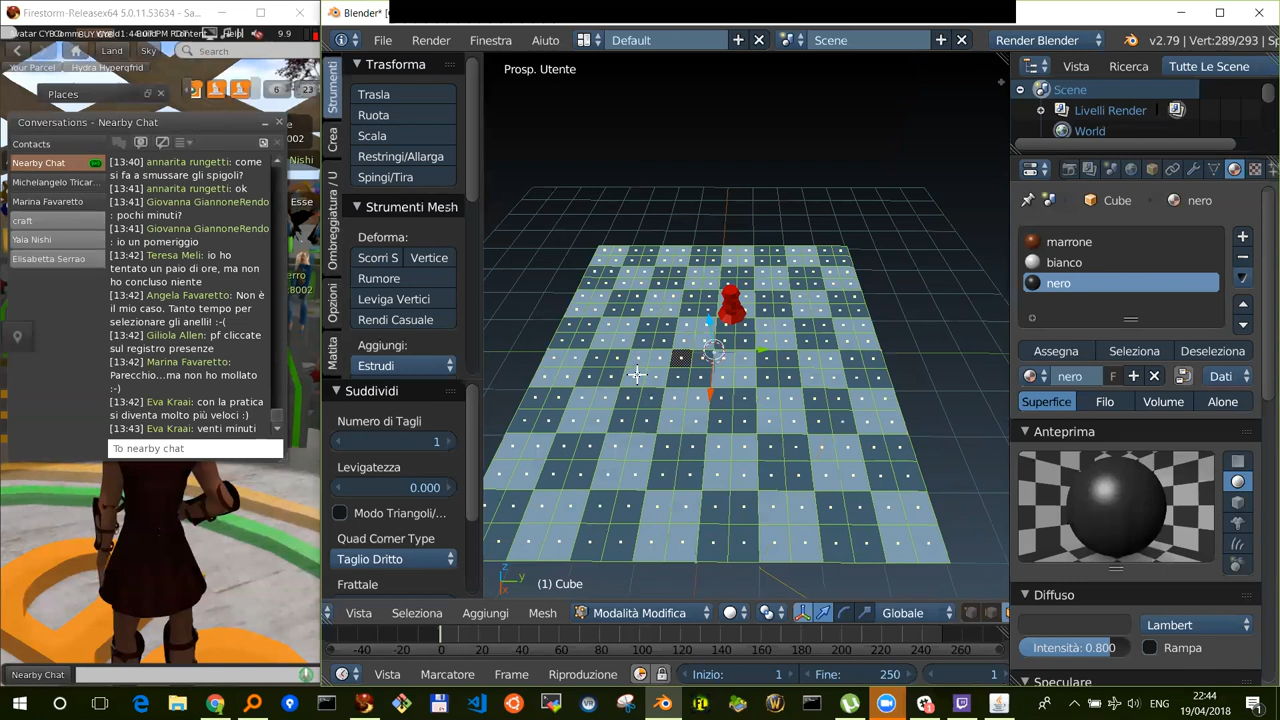 Firestorm-Releasex64 5.0.11.53634 - Sa...
9.9
Land
Sky
Search
Your Parcel
Hydra Hypergrid
Places
6
23
Conversations - Nearby Chat
Contacts
Nearby Chat
Michelangelo Tricar...
Marina Favaretto
craft
Yaia Nishi
Elisabetta Serrao
[13:40] annarita rungetti: come
si fa a smussare gli spigoli?
[13:41] annarita rungetti: ok
[13:41] Giovanna GiannoneRendo
: pochi minuti?
[13:41] Giovanna GiannoneRendo
: io un pomeriggio
[13:42] Teresa Meli: io ho
tentato un paio di ore, ma non
ho concluso niente
[13:42] Angela Favaretto: Non è
il mio caso. Tanto tempo per
selezionare gli anelli! :-(
[13:42] Giliola Allen: pf cliccate
sul registro presenze
[13:42] Marina Favaretto:
Parecchio...ma non ho mollato
:-)
[13:42] Eva Kraai: con la pratica
si diventa molto più veloci :)
[13:43] Eva Kraai: venti minuti
To nearby chat
002
Nishi
Esse
erro
8002
Nearby Chat
Blender*
File
Render
Finestra
Aiuto
Default
Scene
Render Blender
v2.79 | Vert:289/293 | Sp
Strumenti
Crea
Ombreggiatura / U
Opzioni
Matita
Trasforma
Trasla
Ruota
Scala
Restringi/Allarga
Spingi/Tira
Strumenti Mesh
Deforma:
Scorri S
Vertice
Rumore
Leviga Vertici
Rendi Casuale
Aggiungi:
Estrudi
Suddividi
Numero di Tagli
1
Levigatezza
0.000
Modo Triangoli/...
Quad Corner Type
Taglio Dritto
Frattale
Prosp. Utente
z
y
x
(1) Cube
Vista
Seleziona
Aggiungi
Mesh
Modalità Modifica
Globale
-40
-20
0
20
40
60
80
100
120
140
160
180
200
220
240
260
Vista
Marcatore
Frame
Riproduzione
Inizio:
1
Fine:
250
1
Vista
Ricerca
Tutte Le Scene
Scene
Livelli Render
World
Cube
nero
marrone
bianco
nero
Assegna
Seleziona
Deseleziona
nero
F
Dati
Superfice
Filo
Volume
Alone
Anteprima
Diffuso
Lambert
Intensità: 0.800
Rampa
Speculare
ENG
22:44
19/04/2018